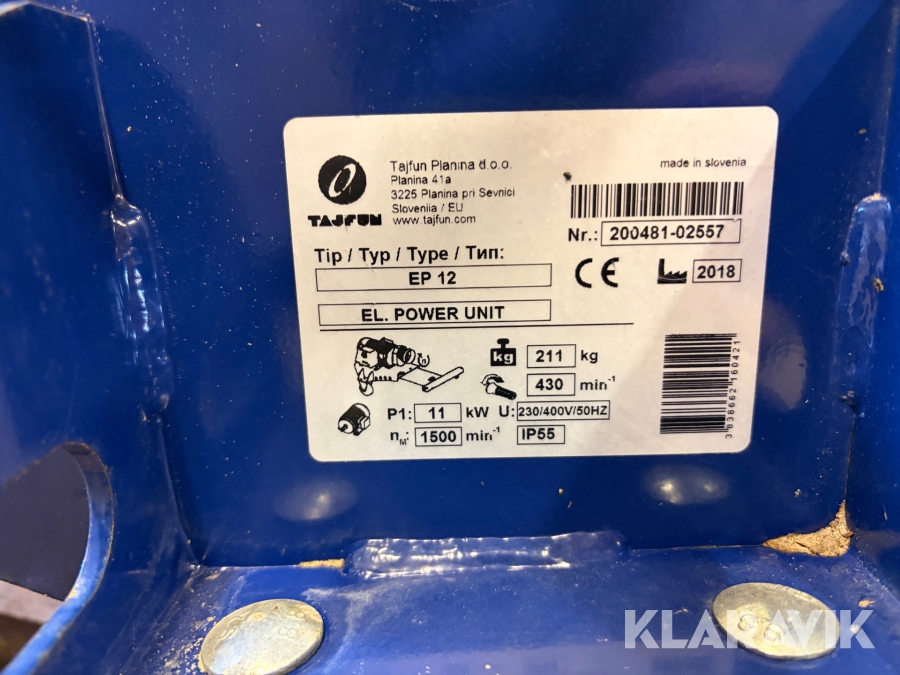 TAJFUN
Tajfun Planina d.o.o.
Planina 41a
3225 Planina pri Sevnici
Slovenija / EU
www.tajfun.com
made in slovenia
Nr.: 200481-02557
Tip / Typ / Type / Тип:
EP 12
EL. POWER UNIT
CE
2018
kg 211 kg
430 min-1
P1: 11 kW U: 230/400V/50HZ
nM: 1500 min-1 IP55
3838662160421
KLARAVIK